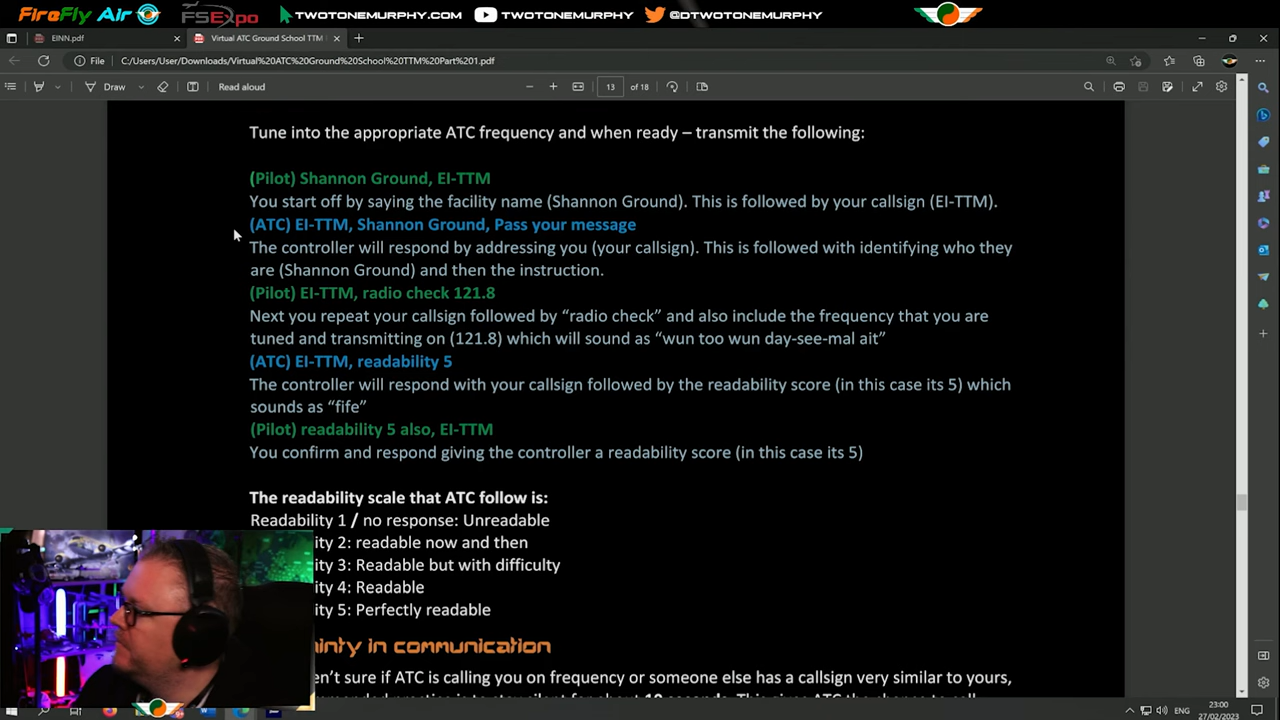 FireFly Air FSExpo TWOTONEMURPHY.COM TWOTONEMURPHY @DTWOTONEMURPHY
EINN.pdf Virtual ATC Ground School TTM
File C:/Users/User/Downloads/Virtual%20ATC%20Ground%20School%20TTM%20Part%201.pdf
Draw Read aloud 13 of 18
Tune into the appropriate ATC frequency and when ready – transmit the following:
(Pilot) Shannon Ground, EI-TTM
You start off by saying the facility name (Shannon Ground). This is followed by your callsign (EI-TTM).
(ATC) EI-TTM, Shannon Ground, Pass your message
The controller will respond by addressing you (your callsign). This is followed with identifying who they
are (Shannon Ground) and then the instruction.
(Pilot) EI-TTM, radio check 121.8
Next you repeat your callsign followed by “radio check” and also include the frequency that you are
tuned and transmitting on (121.8) which will sound as “wun too wun day-see-mal ait”
(ATC) EI-TTM, readability 5
The controller will respond with your callsign followed by the readability score (in this case its 5) which
sounds as “fife”
(Pilot) readability 5 also, EI-TTM
You confirm and respond giving the controller a readability score (in this case its 5)
The readability scale that ATC follow is:
Readability 1 / no response: Unreadable
ity 2: readable now and then
ity 3: Readable but with difficulty
ity 4: Readable
ity 5: Perfectly readable
ainty in communication
en’t sure if ATC is calling you on frequency or someone else has a callsign very similar to yours,
ENG
23:00
27/02/2023